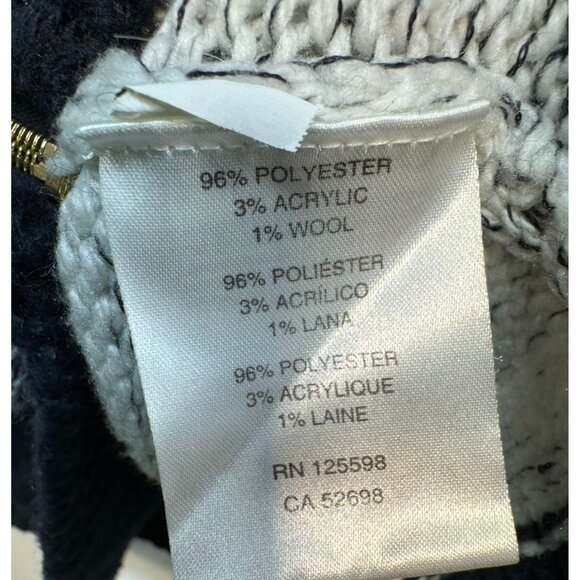 96% POLYESTER
3% ACRYLIC
1% WOOL
96% POLIÉSTER
3% ACRÍLICO
1% LANA
96% POLYESTER
3% ACRYLIQUE
1% LAINE
RN 125598
CA 52698